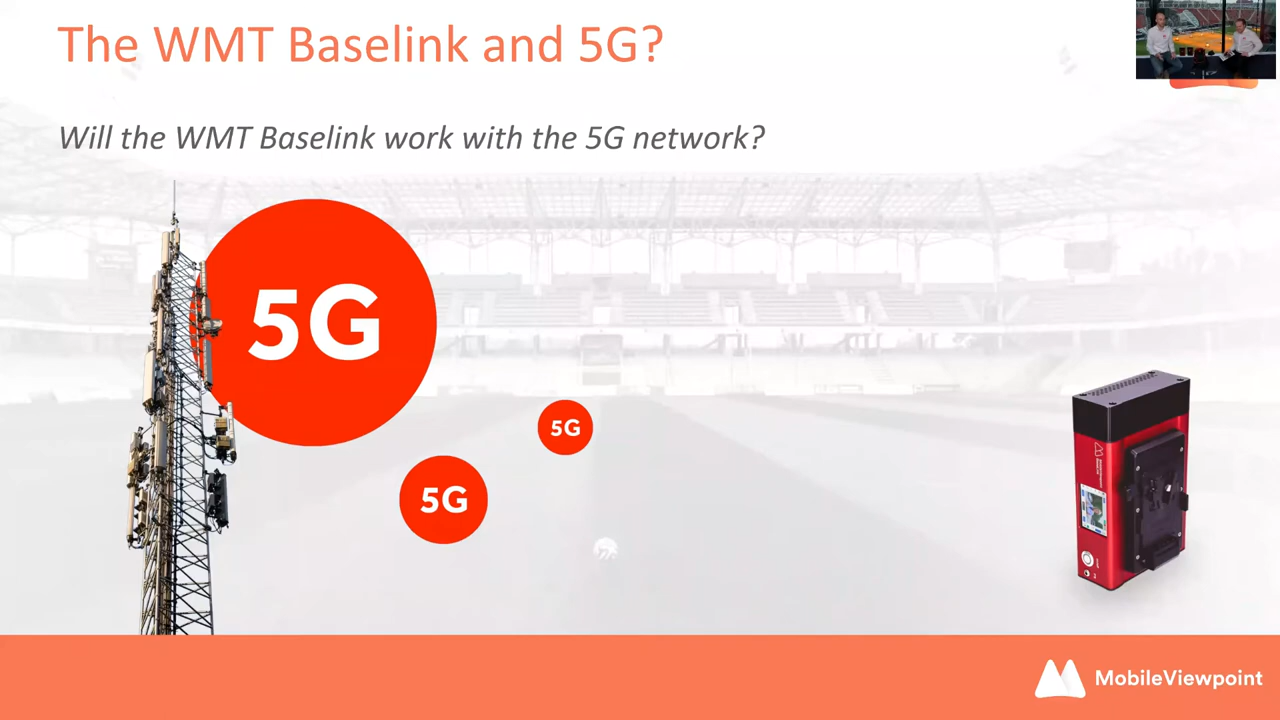 The WMT Baselink and 5G?
Will the WMT Baselink work with the 5G network?
5G
5G
5G
MobileViewpoint